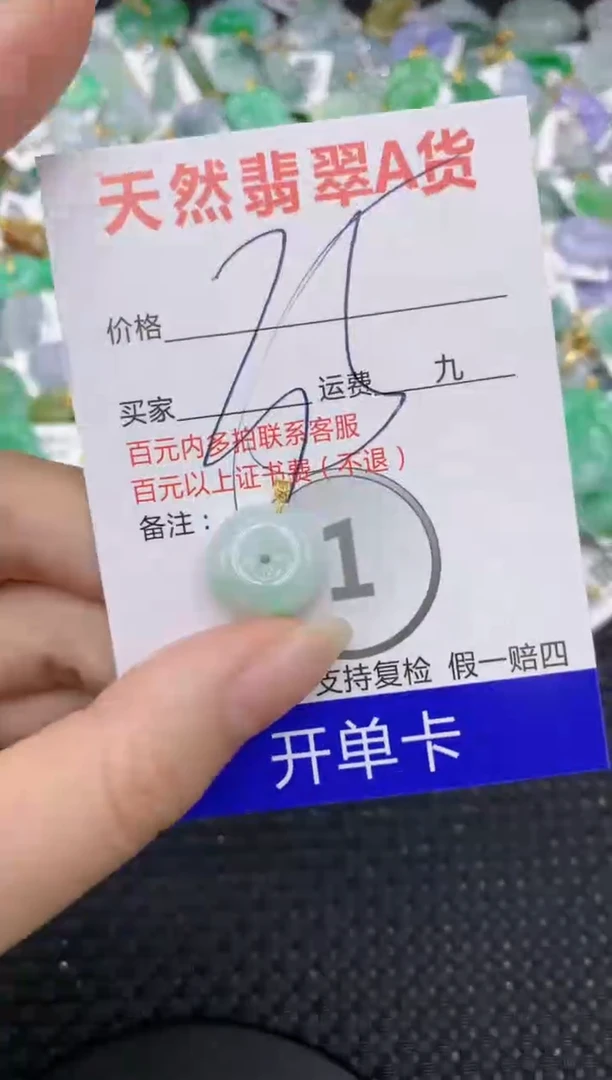 天然翡翠A货
价格
买家 运费 九
百元内多拍联系客服
百元以上证书费（不退）
备注：
1
支持复检 假一赔四
开单卡